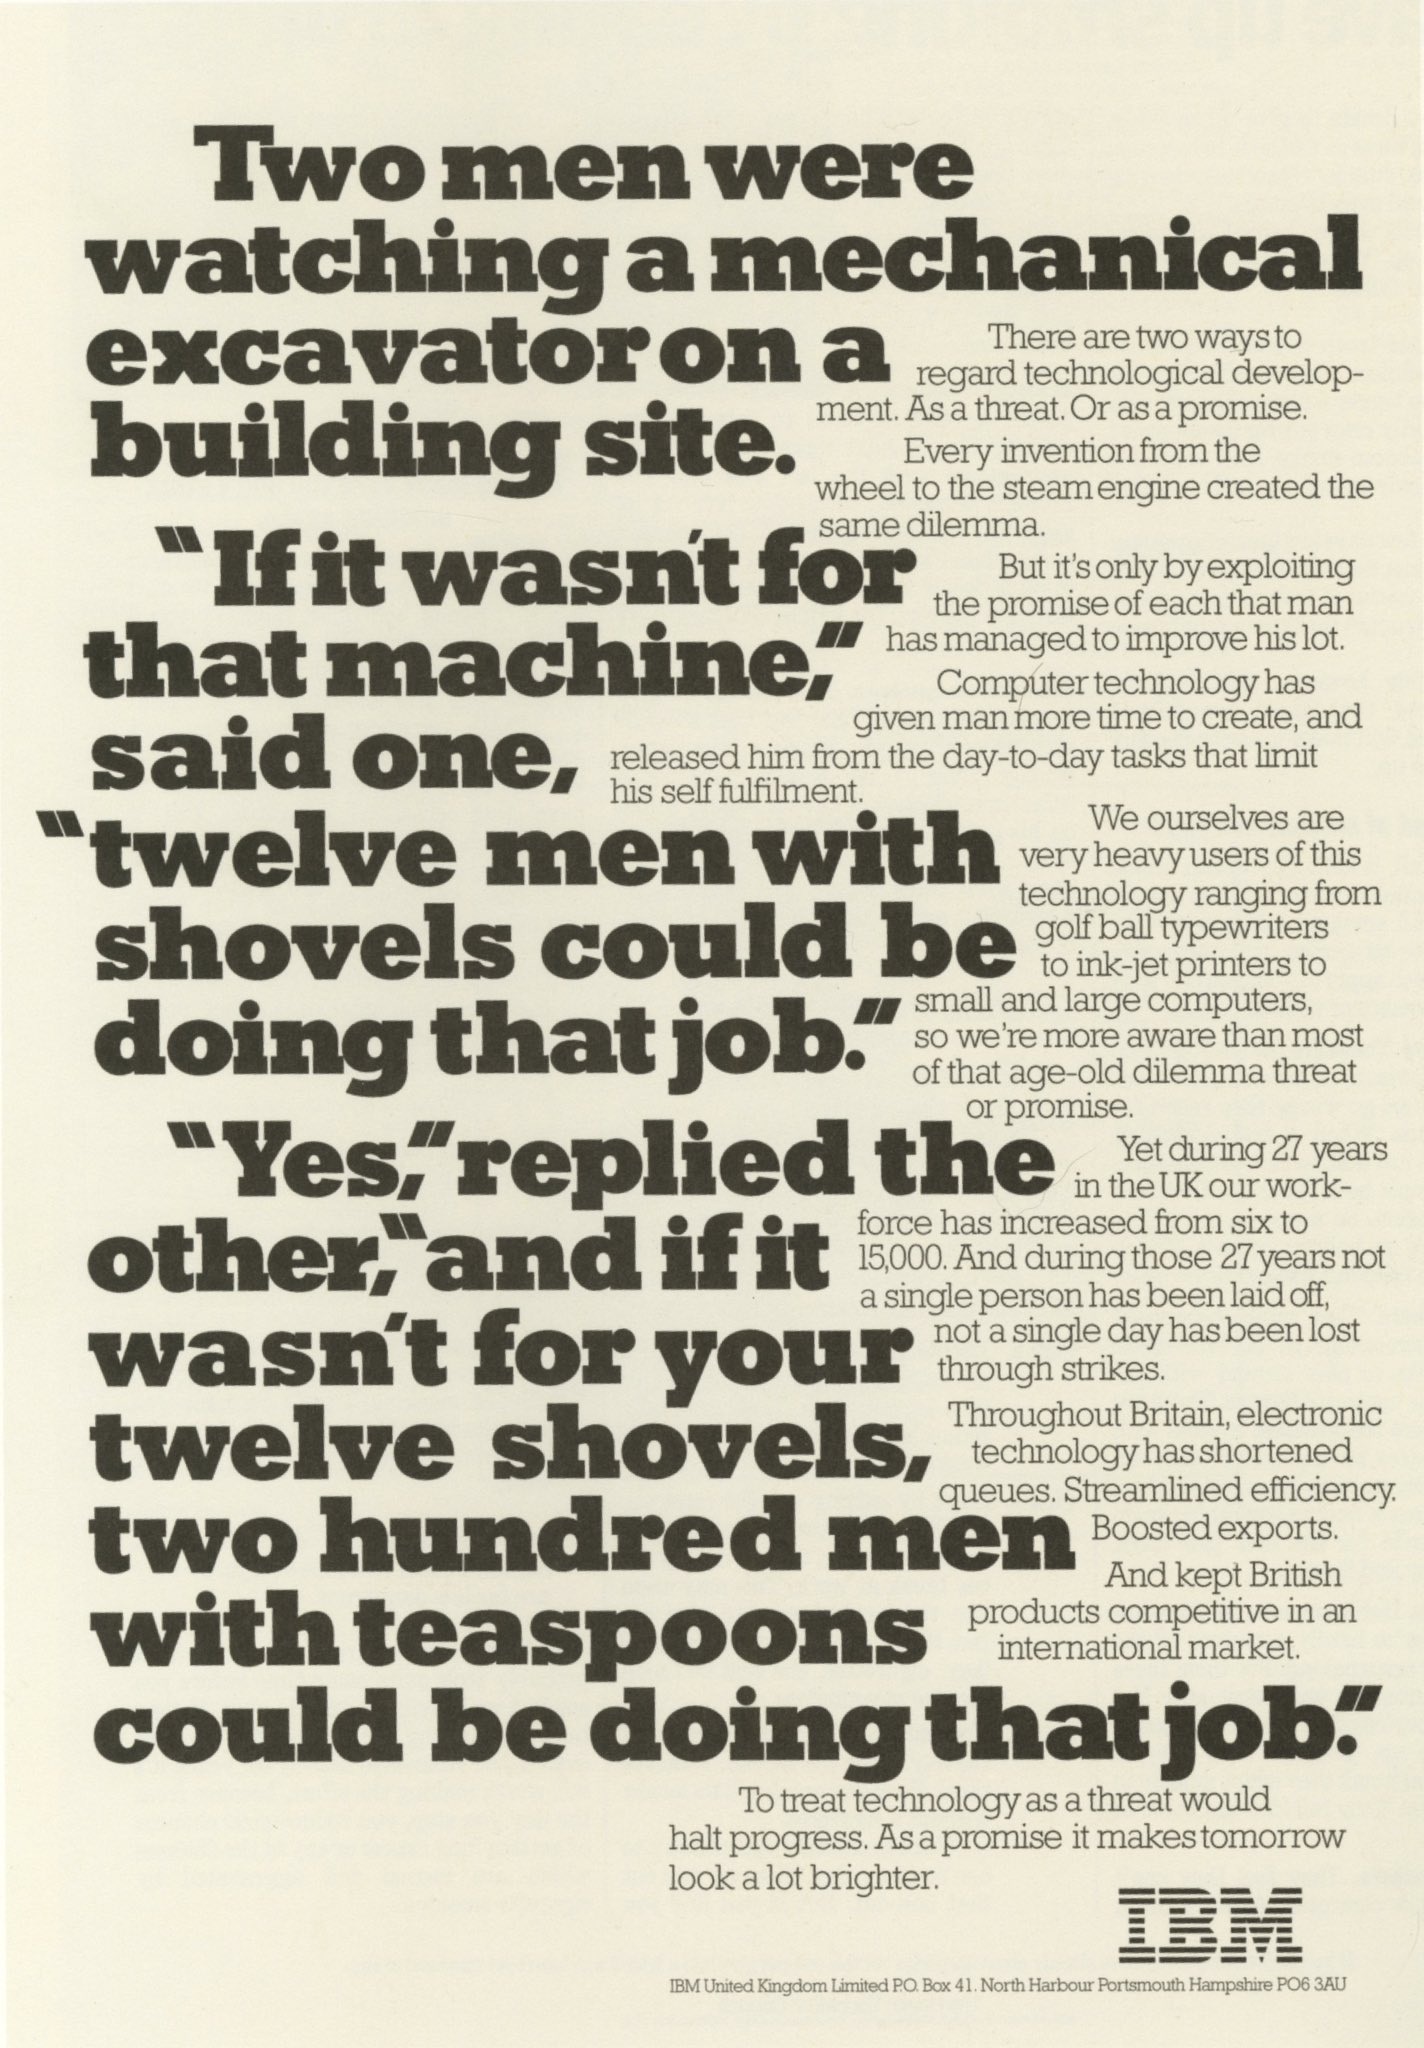 Two men were
watching a mechanical
excavator on a
building site.
“If it wasn't for
that machine,”
said one,
“twelve men with
shovels could be
doing that job.”
“Yes,” replied the
other, “and if it
wasn't for your
twelve shovels,
two hundred men
with teaspoons
could be doing that job.”
There are two ways to
regard technological develop-
ment. As a threat. Or as a promise.
Every invention from the
wheel to the steam engine created the
same dilemma.
But it's only by exploiting
the promise of each that man
has managed to improve his lot.
Computer technology has
given man more time to create, and
released him from the day-to-day tasks that limit
his self fulfilment.
We ourselves are
very heavy users of this
technology ranging from
golf ball typewriters
to ink-jet printers to
small and large computers,
so we're more aware than most
of that age-old dilemma threat
or promise.
Yet during 27 years
in the UK our work-
force has increased from six to
15,000. And during those 27 years not
a single person has been laid off,
not a single day has been lost
through strikes.
Throughout Britain, electronic
technology has shortened
queues. Streamlined efficiency.
Boosted exports.
And kept British
products competitive in an
international market.
To treat technology as a threat would
halt progress. As a promise it makes tomorrow
look a lot brighter.
IBM
IBM United Kingdom Limited P.O. Box 41, North Harbour Portsmouth Hampshire PO6 3AU